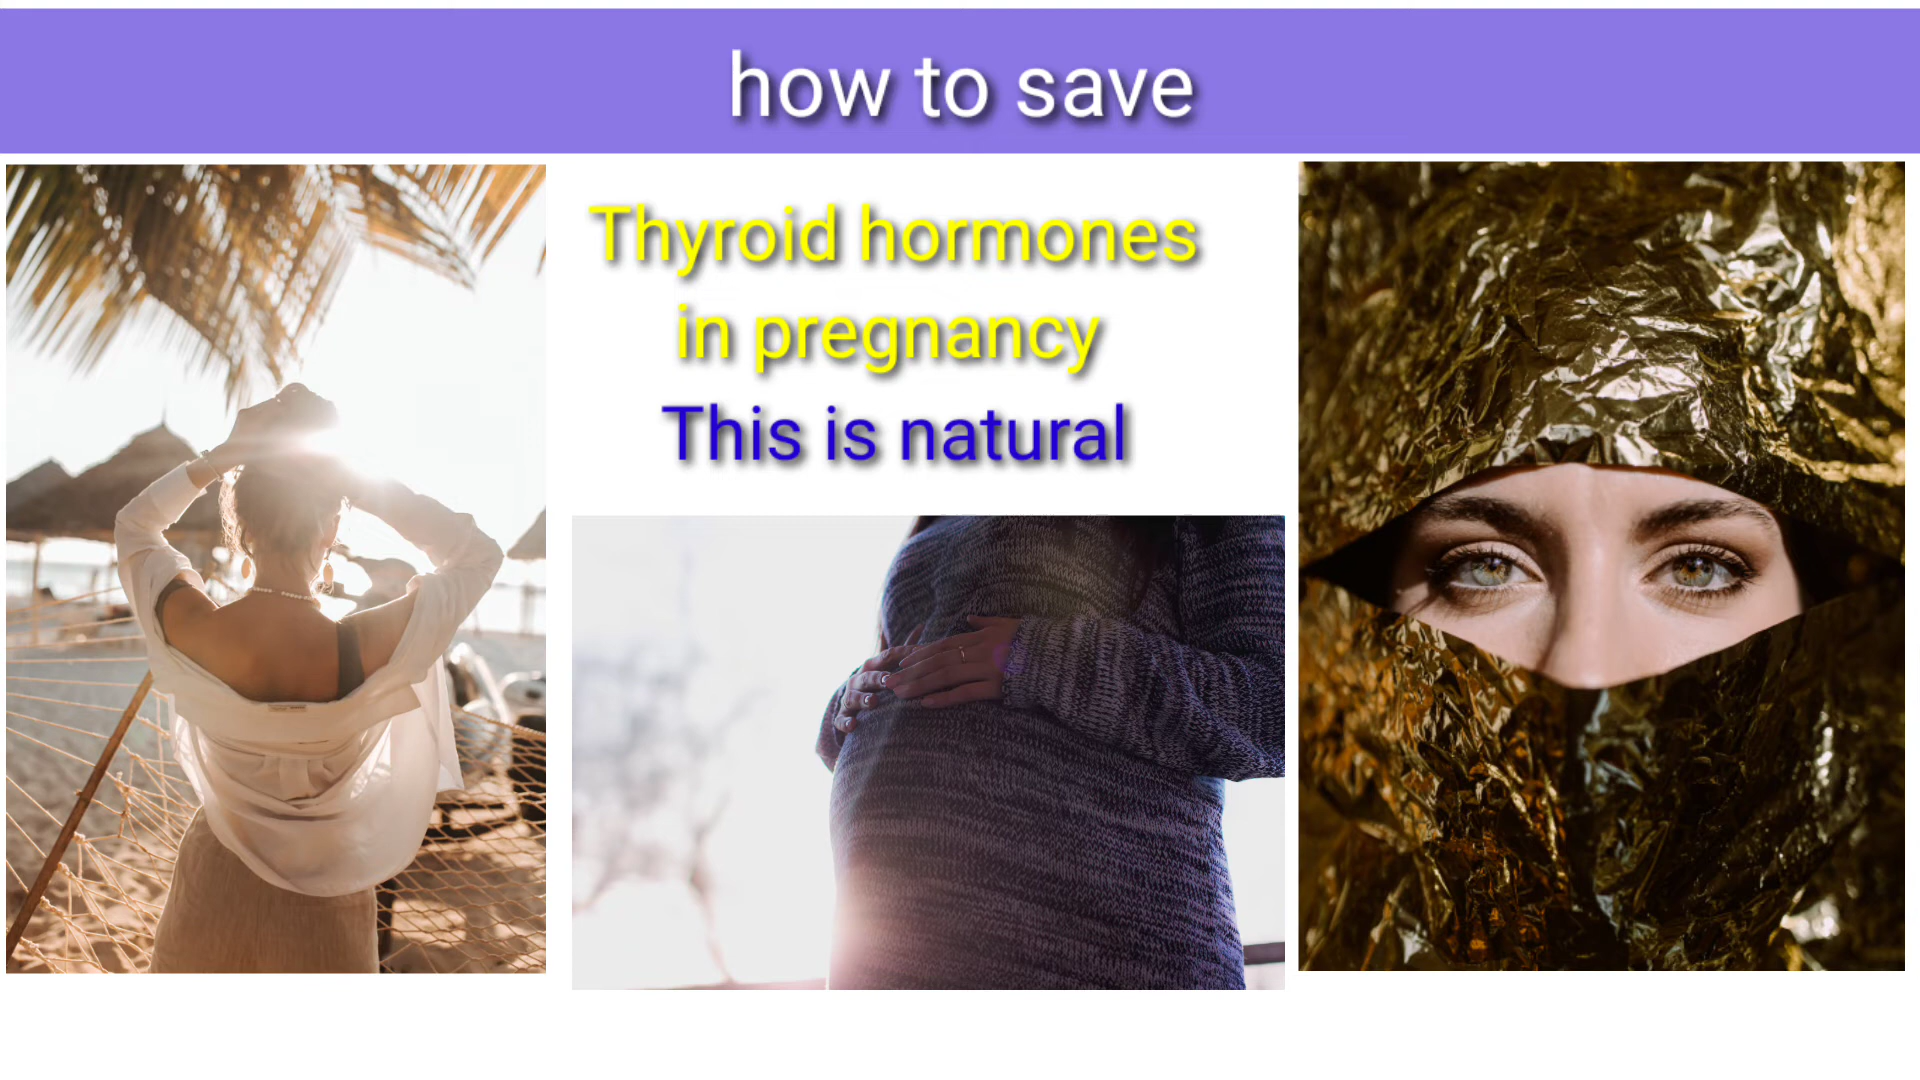 how to save
Thyroid hormones
in pregnancy
This is natural